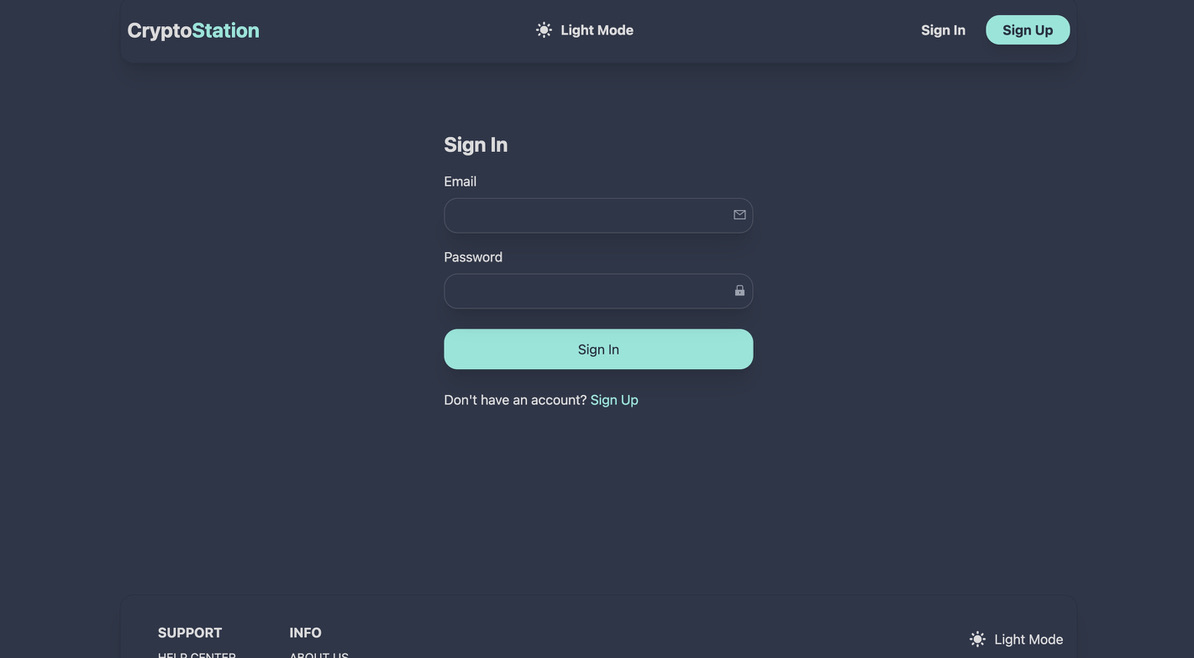 CryptoStation
Light Mode
Sign In
Sign Up
Sign In
Email
Password
Sign In
Don't have an account? Sign Up
SUPPORT
INFO
Light Mode
HELP CENTER
ABOUT US